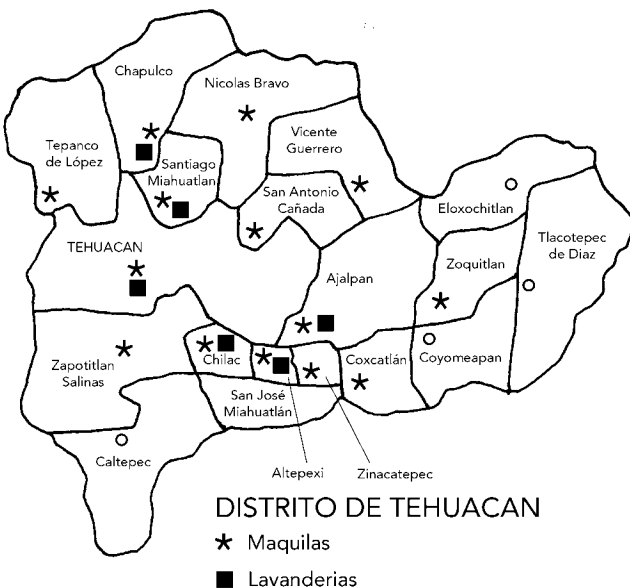 Chapulco
Nicolas Bravo
Tepanco
de López
Santiago
Miahuatlan
Vicente
Guerrero
San Antonio
Cañada
Eloxochitlan
Tlacotepec
de Diaz
TEHUACAN
Ajalpan
Zoquitlan
Zapotitlan
Salinas
Chilac
Coxcatlán
Coyomeapan
San José
Miahuatlán
Caltepec
Altepexi
Zinacatepec
DISTRITO DE TEHUACAN
Maquilas
Lavanderias